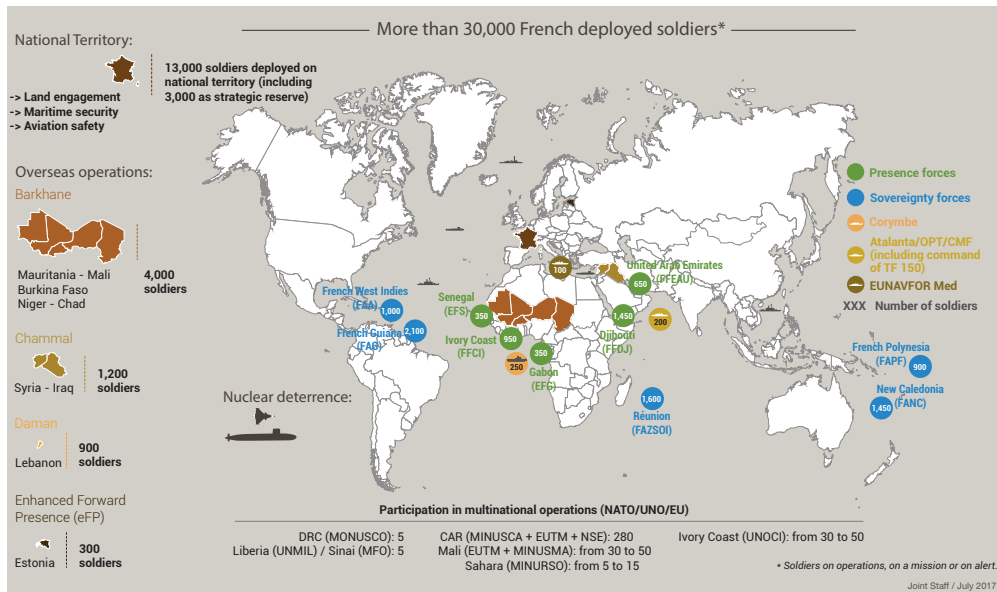 More than 30,000 French deployed soldiers*
National Territory:
13,000 soldiers deployed on
national territory (including
3,000 as strategic reserve)
-> Land engagement
-> Maritime security
-> Aviation safety
Overseas operations:
Barkhane
Mauritania - Mali
Burkina Faso
Niger - Chad
4,000
soldiers
Chammal
Syria - Iraq
1,200
soldiers
Daman
Lebanon
900
soldiers
Enhanced Forward
Presence (eFP)
Estonia
300
soldiers
French West Indies
(FAA)
1,000
French Guiana
(FAG)
2,100
Senegal
(EFS)
350
Ivory Coast
(FFCI)
950
250
350
Gabon
(EFG)
100
United Arab Emirates
(FFEAU)
650
1,450
Djibouti
(FFDJ)
200
1,600
Réunion
(FAZSOI)
French Polynesia
(FAPF)
900
New Caledonia
(FANC)
1,450
Nuclear deterrence:
Presence forces
Sovereignty forces
Corymbe
Atalanta/OPT/CMF
(including command
of TF 150)
EUNAVFOR Med
XXX Number of soldiers
Participation in multinational operations (NATO/UNO/EU)
DRC (MONUSCO): 5
Liberia (UNMIL) / Sinai (MFO): 5
CAR (MINUSCA + EUTM + NSE): 280
Mali (EUTM + MINUSMA): from 30 to 50
Sahara (MINURSO): from 5 to 15
Ivory Coast (UNOCI): from 30 to 50
* Soldiers on operations, on a mission or on alert.
Joint Staff / July 2017